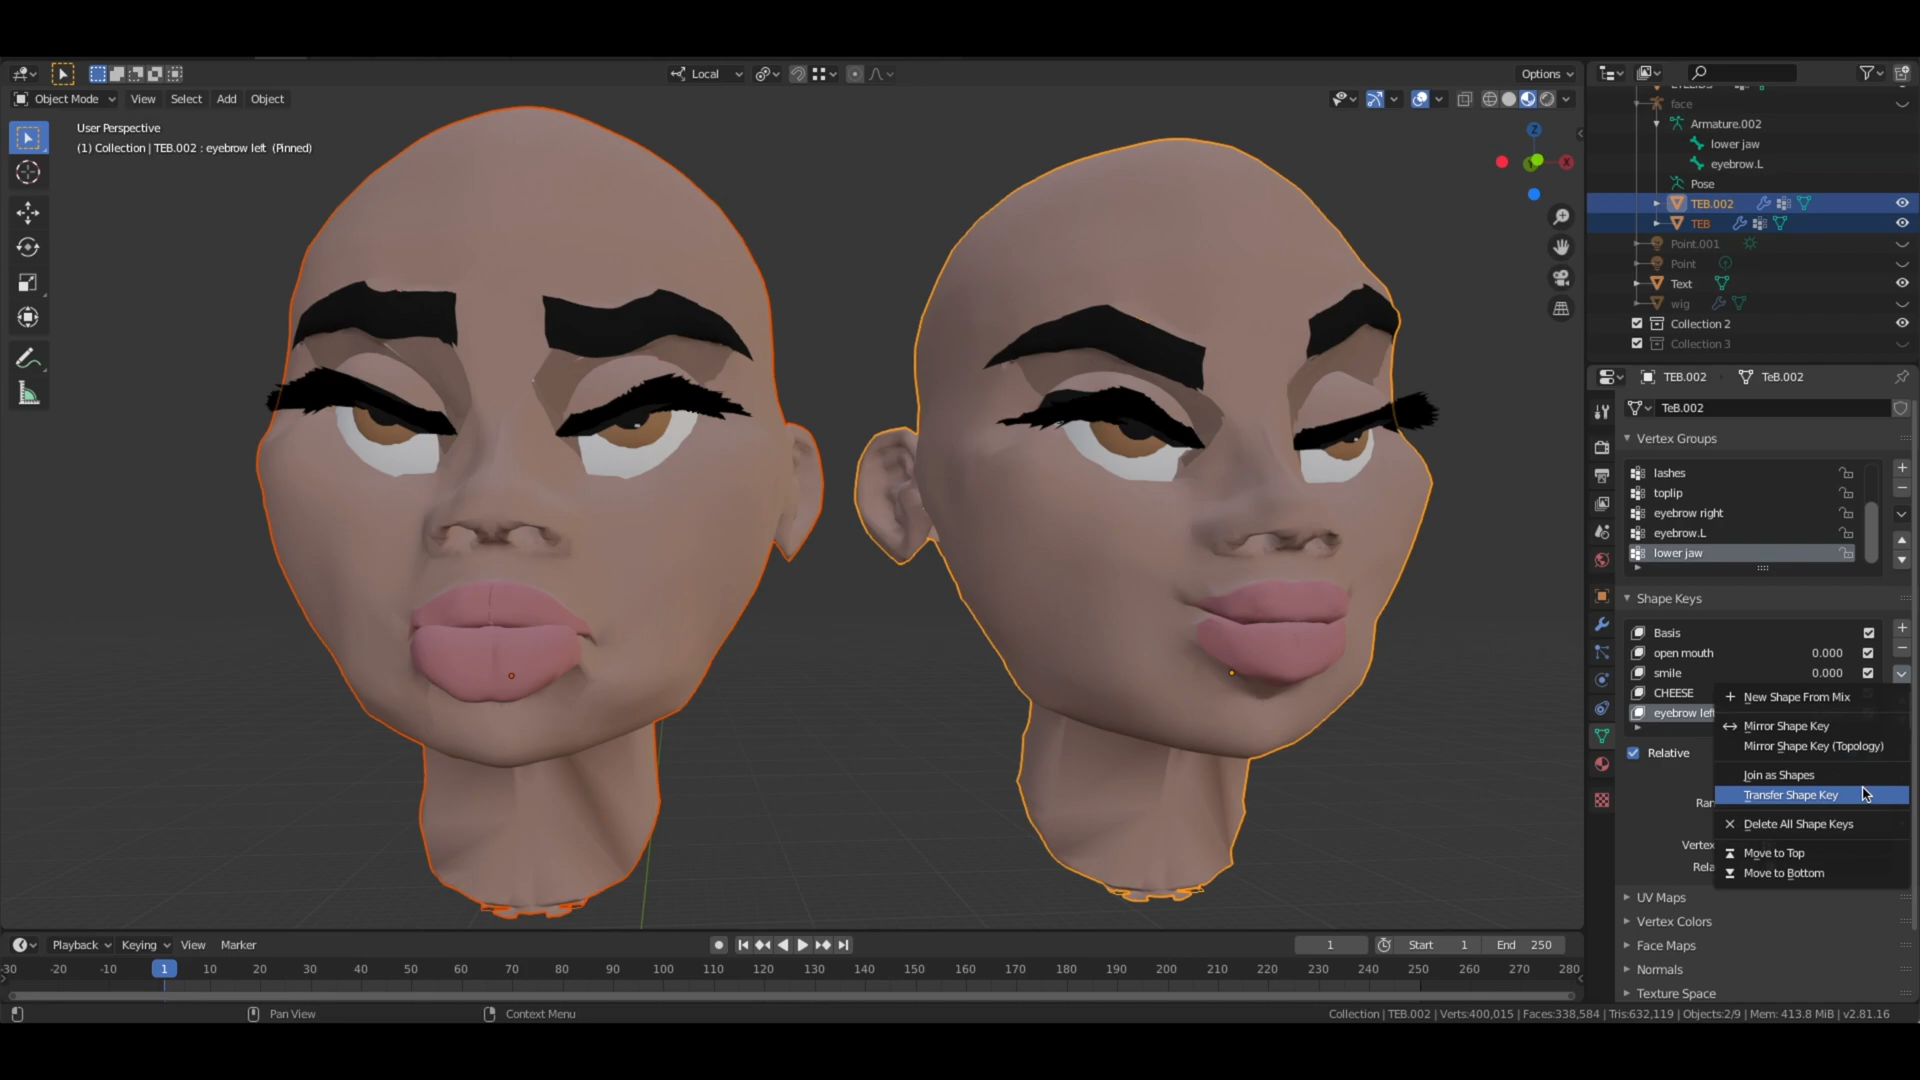 Local
Options
Object Mode
View
Select
Add
Object
User Perspective
(1) Collection | TEB.002 : eyebrow left (Pinned)
Z
face
Armature.002
lower jaw
eyebrow.L
Pose
TEB.002
TEB
Point.001
Point
Text
wig
Collection 2
Collection 3
TEB.002
TeB.002
TeB.002
Vertex Groups
lashes
toplip
eyebrow right
eyebrow.L
lower jaw
Shape Keys
Basis
open mouth 0.000
smile 0.000
CHEESE
eyebrow left
New Shape From Mix
Mirror Shape Key
Mirror Shape Key (Topology)
Join as Shapes
Transfer Shape Key
Delete All Shape Keys
Move to Top
Move to Bottom
Relative
Ran
Vertex
Rela
UV Maps
Vertex Colors
Face Maps
Normals
Texture Space
Playback
Keying
View
Marker
1
Start 1
End 250
-30 -20 -10 1 10 20 30 40 50 60 70 80 90 100 110 120 130 140 150 160 170 180 190 200 210 220 230 240 250 260 270 280
Pan View
Context Menu
Collection | TEB.002 | Verts:400,015 | Faces:338,584 | Tris:632,119 | Objects:2/9 | Mem: 413.8 MiB | v2.81.16